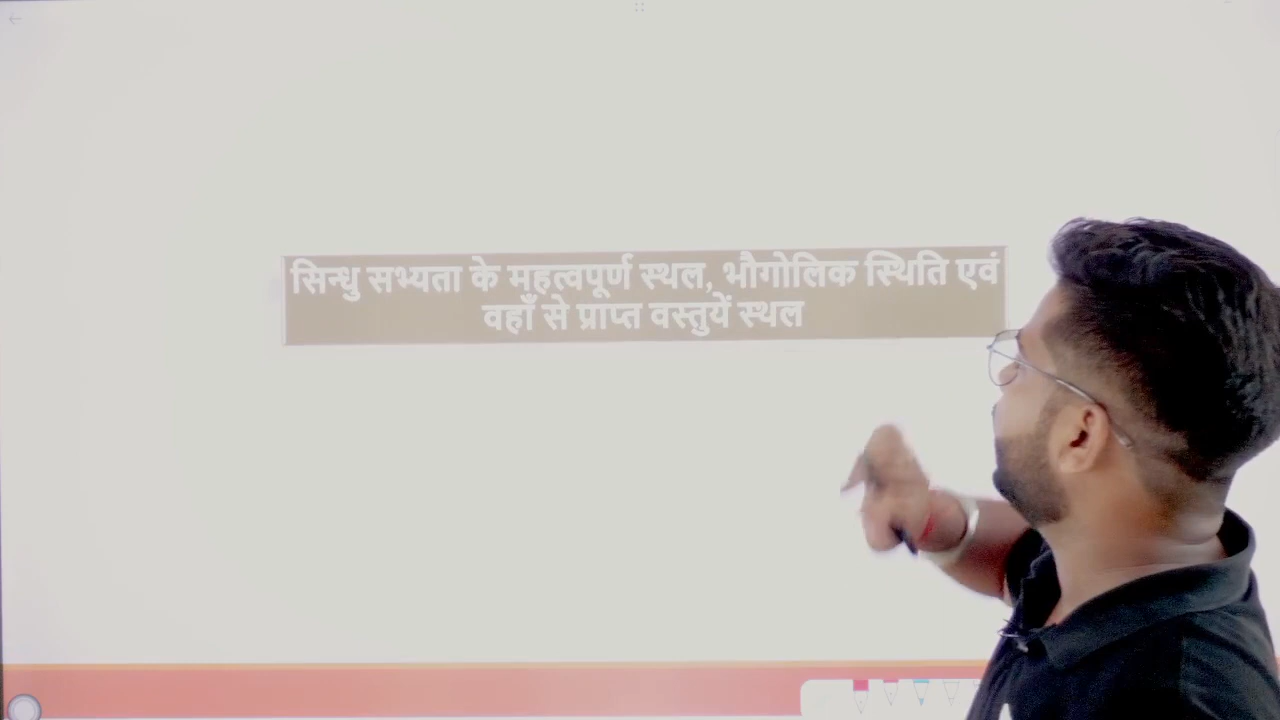 सिन्धु सभ्यता के महत्वपूर्ण स्थल, भौगोलिक स्थिति एवं
वहाँ से प्राप्त वस्तुयें स्थल